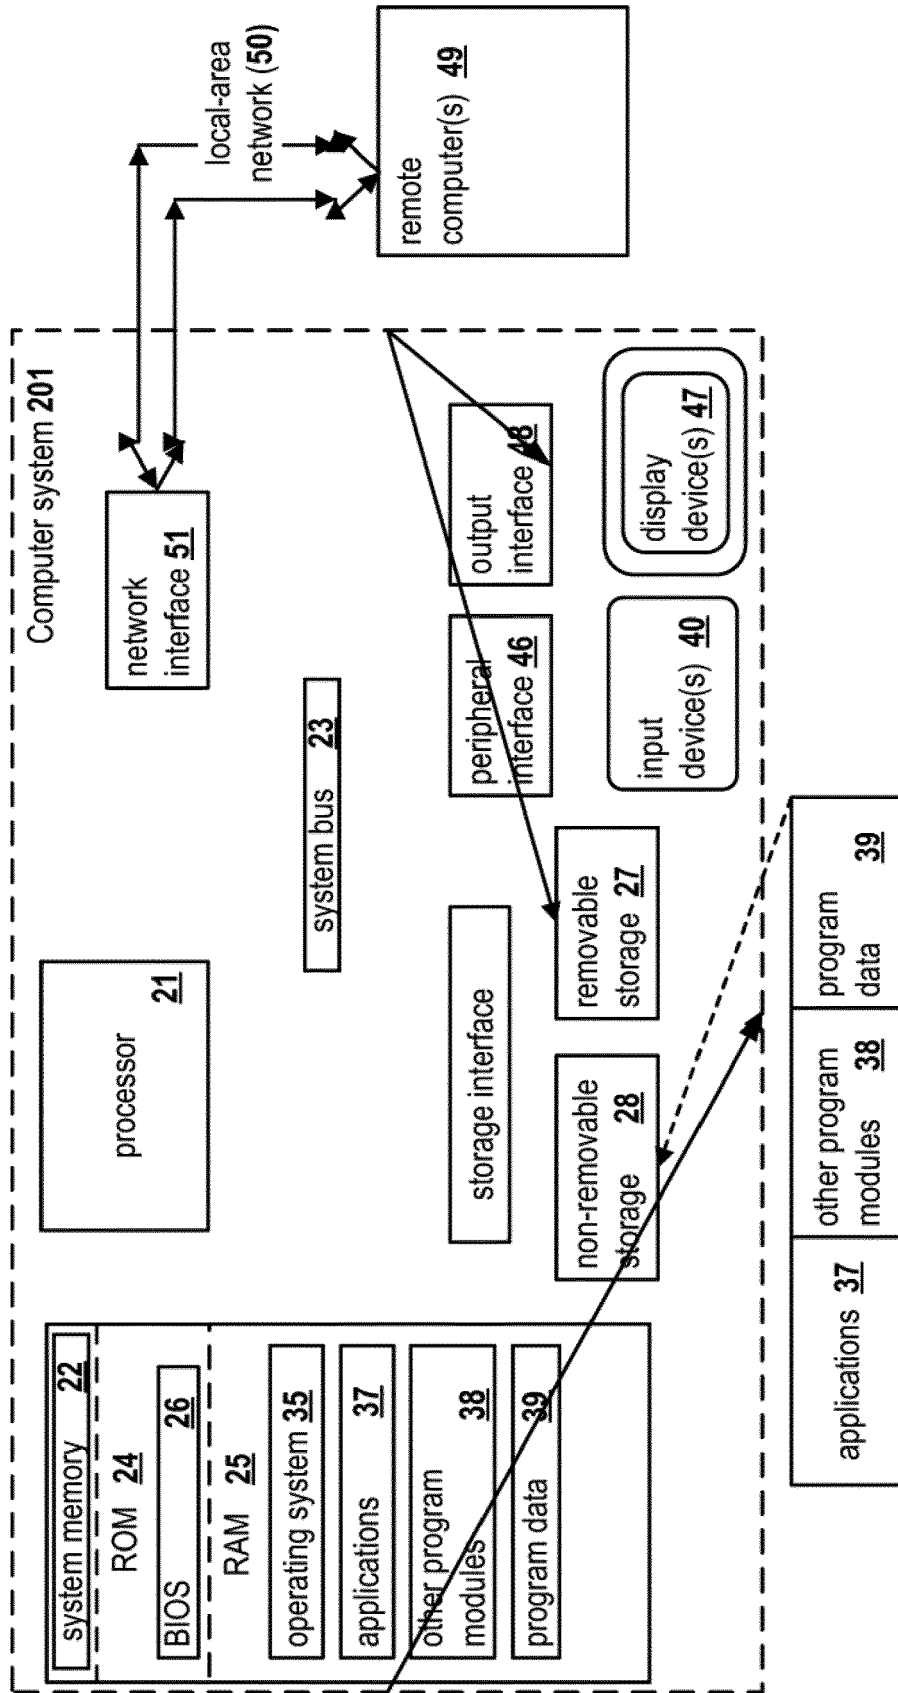 Computer system 201
system memory 22
ROM 24
BIOS 26
RAM 25
operating system 35
applications 37
other program
modules 38
program data 39
processor 21
system bus 23
network
interface 51
local-area
network (50)
storage interface
peripheral
interface 46
output
interface 48
non-removable
storage 28
removable
storage 27
input
device(s) 40
display
device(s) 47
remote
computer(s) 49
applications 37
other program
modules 38
program
data 39